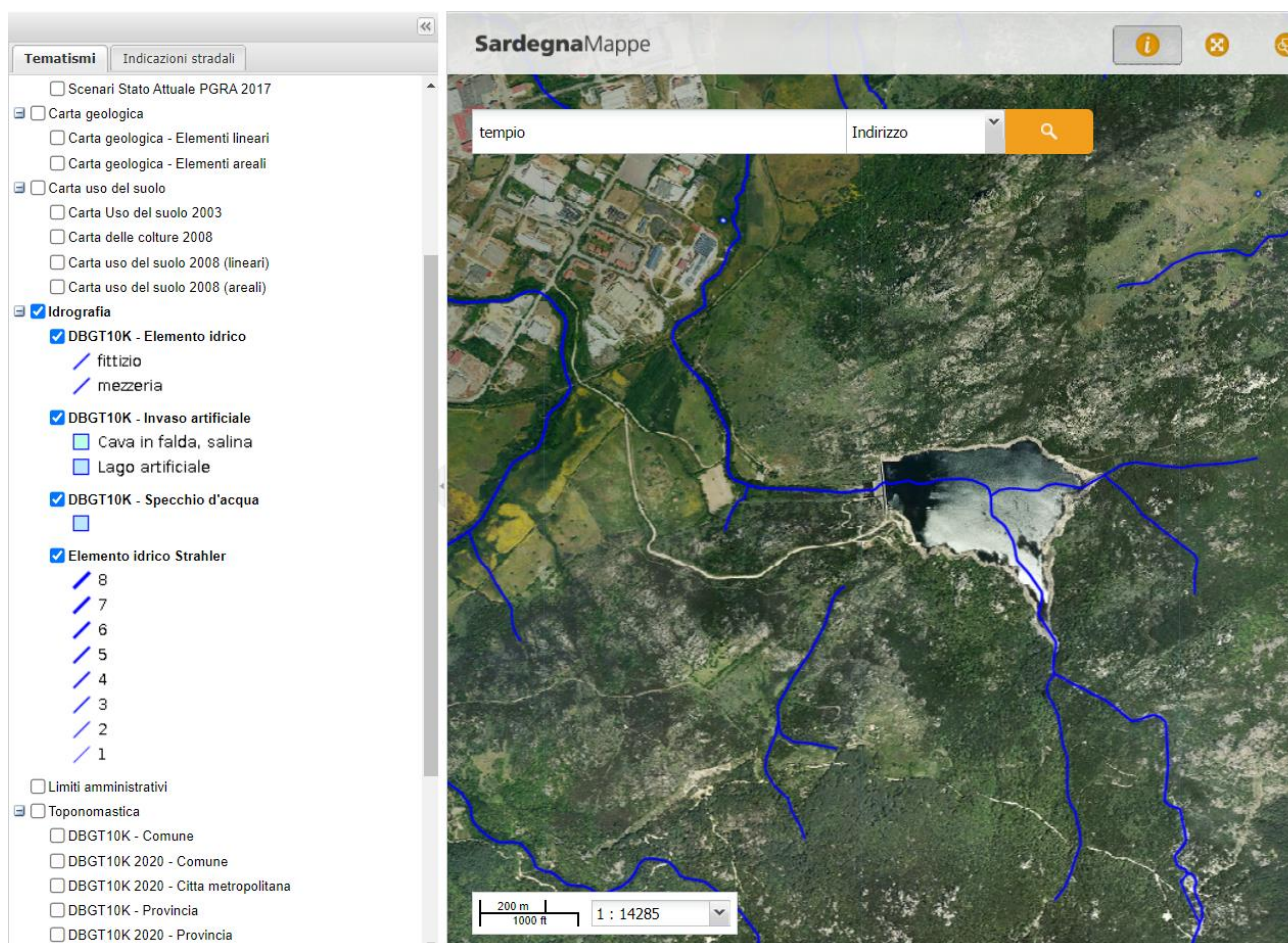 Tematismi
Indicazioni stradali
Scenari Stato Attuale PGRA 2017
Carta geologica
Carta geologica - Elementi lineari
Carta geologica - Elementi areali
Carta uso del suolo
Carta Uso del suolo 2003
Carta delle colture 2008
Carta uso del suolo 2008 (lineari)
Carta uso del suolo 2008 (areali)
Idrografia
DBGT10K - Elemento idrico
fittizio
mezzeria
DBGT10K - Invaso artificiale
Cava in falda, salina
Lago artificiale
DBGT10K - Specchio d'acqua
Elemento idrico Strahler
8
7
6
5
4
3
2
1
Limiti amministrativi
Toponomastica
DBGT10K - Comune
DBGT10K 2020 - Comune
DBGT10K 2020 - Citta metropolitana
DBGT10K - Provincia
DBGT10K 2020 - Provincia
SardegnaMappe
tempio
Indirizzo
200 m
1000 ft
1 : 14285